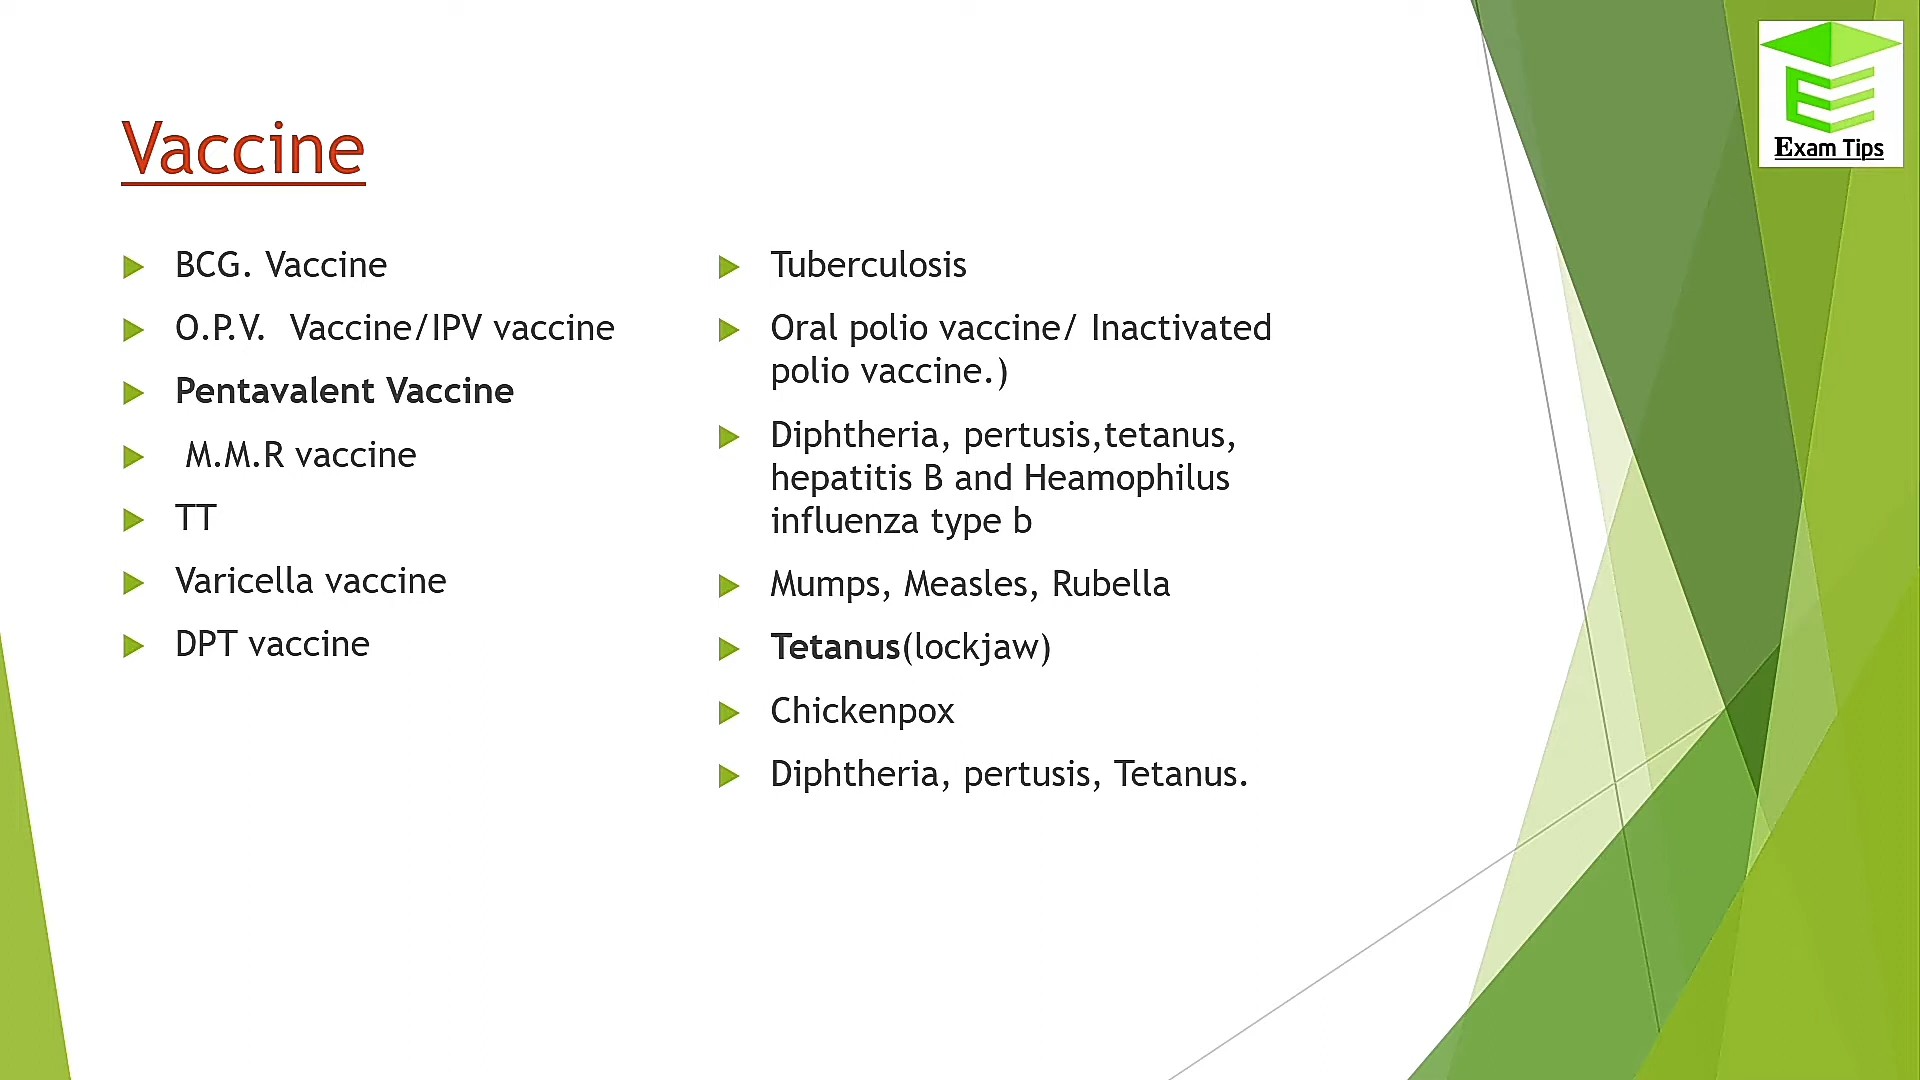 Exam Tips
Vaccine
BCG. Vaccine
O.P.V.  Vaccine/IPV vaccine
Pentavalent Vaccine
M.M.R vaccine
TT
Varicella vaccine
DPT vaccine
Tuberculosis
Oral polio vaccine/ Inactivated
polio vaccine.)
Diphtheria, pertusis,tetanus,
hepatitis B and Heamophilus
influenza type b
Mumps, Measles, Rubella
Tetanus(lockjaw)
Chickenpox
Diphtheria, pertusis, Tetanus.